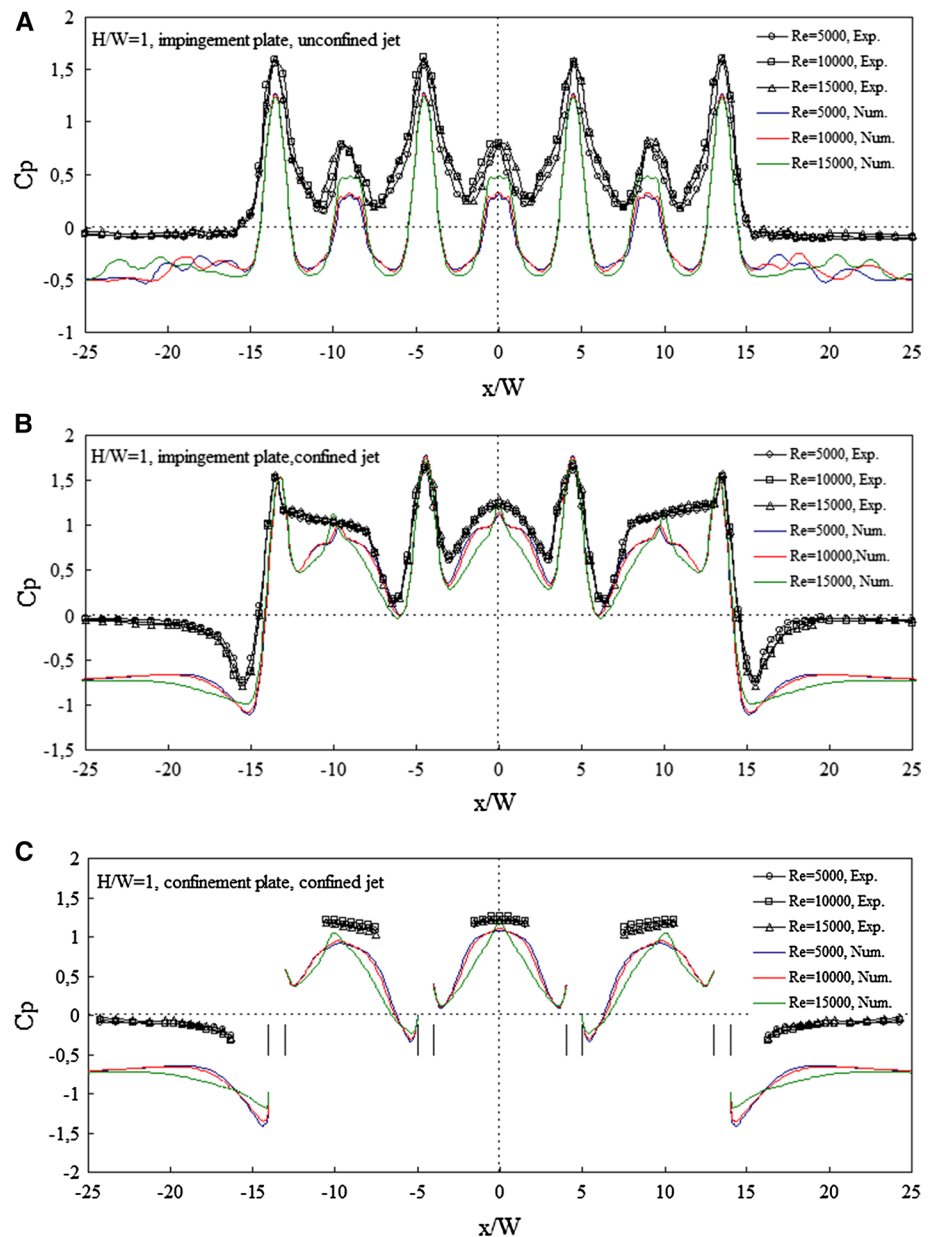 A
H/W=1, impingement plate, unconfined jet
Re=5000, Exp.
Re=10000, Exp.
Re=15000, Exp.
Re=5000, Num.
Re=10000, Num.
Re=15000, Num.
Cp
2
1,5
1
0,5
0
-0,5
-1
-25 -20 -15 -10 -5 0 5 10 15 20 25
x/W
B
H/W=1, impingement plate,confined jet
Re=5000, Exp.
Re=10000, Exp.
Re=15000, Exp.
Re=5000, Num.
Re=10000,Num.
Re=15000, Num.
Cp
2
1,5
1
0,5
0
-0,5
-1
-1,5
-25 -20 -15 -10 -5 0 5 10 15 20 25
x/W
C
H/W=1, confinement plate, confined jet
Re=5000, Exp.
Re=10000, Exp.
Re=15000, Exp.
Re=5000, Num.
Re=10000, Num.
Re=15000, Num.
Cp
2
1,5
1
0,5
0
-0,5
-1
-1,5
-2
-25 -20 -15 -10 -5 0 5 10 15 20 25
x/W